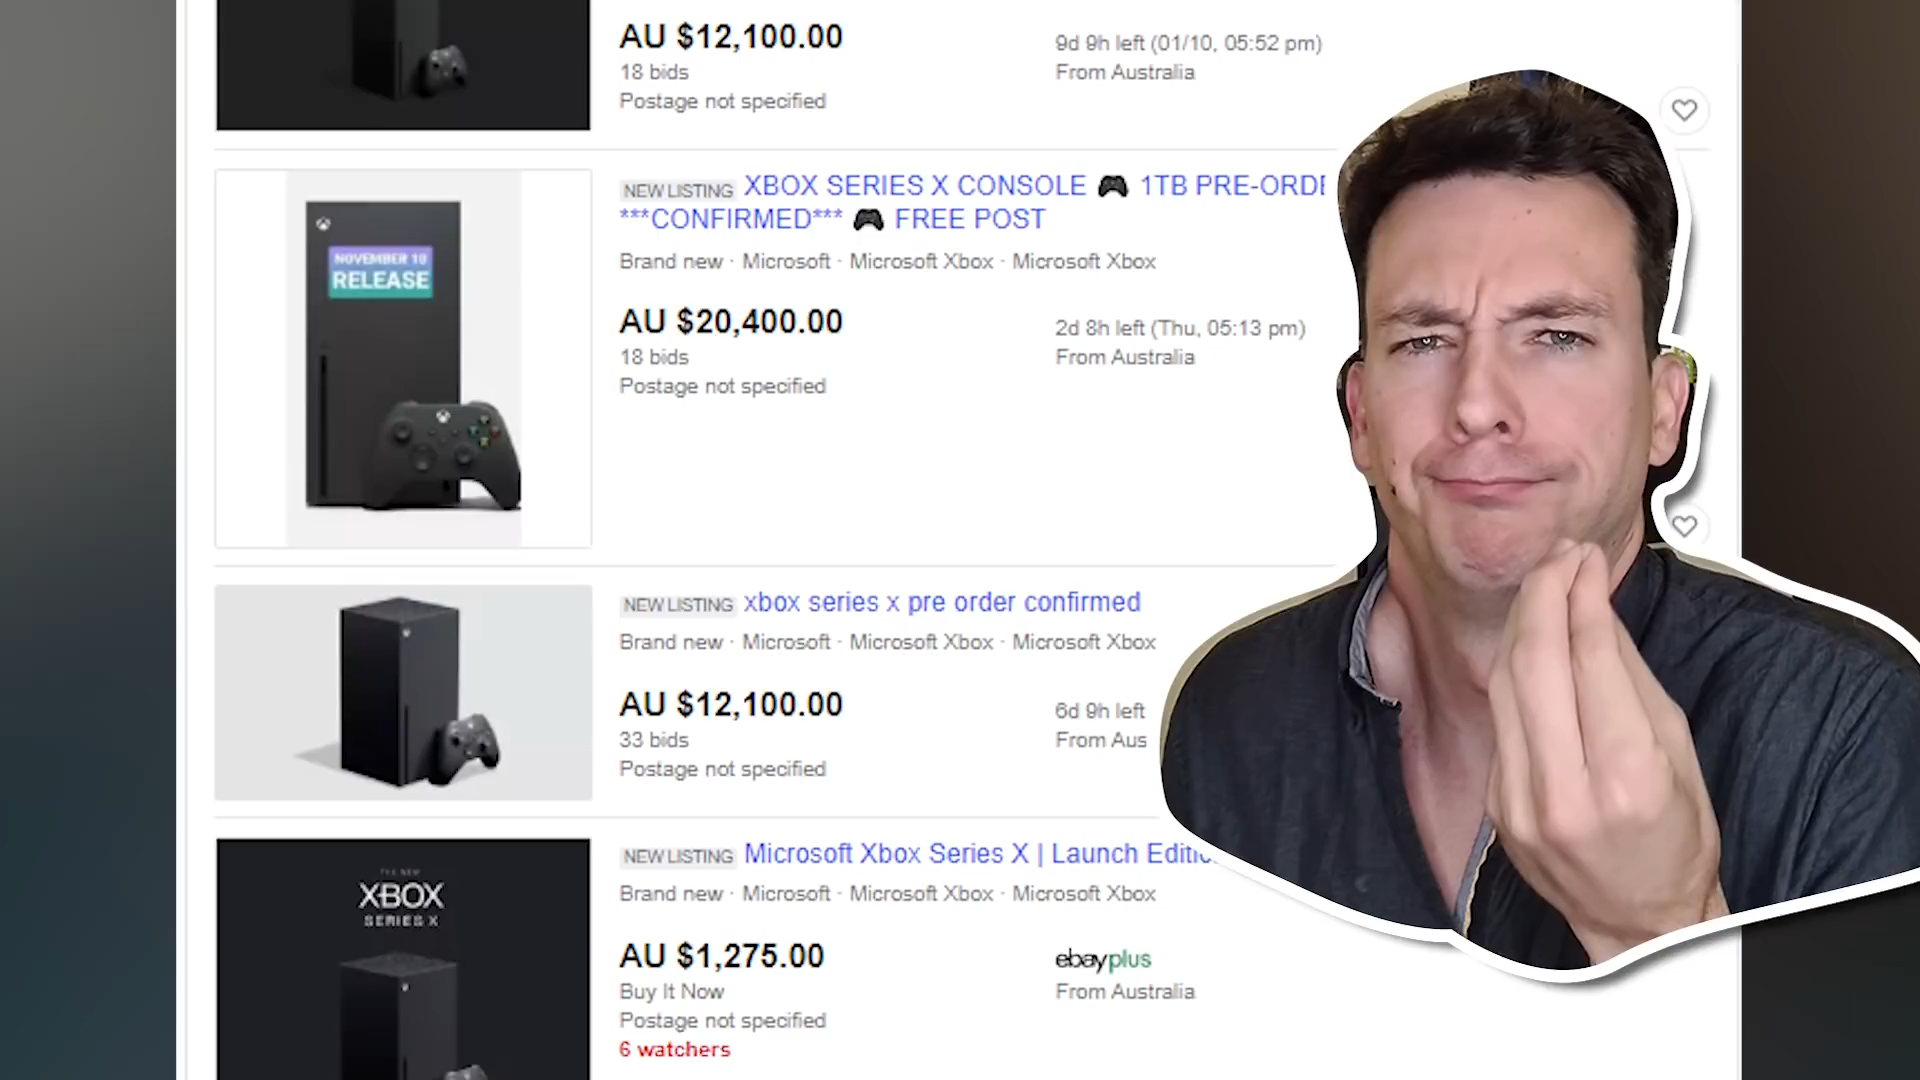 AU $12,100.00
18 bids
Postage not specified
9d 9h left (01/10, 05:52 pm)
From Australia
NEW LISTING XBOX SERIES X CONSOLE 🎮 1TB PRE-ORDE
***CONFIRMED*** 🎮 FREE POST
Brand new · Microsoft · Microsoft Xbox · Microsoft Xbox
NOVEMBER 10
RELEASE
AU $20,400.00
18 bids
Postage not specified
2d 8h left (Thu, 05:13 pm)
From Australia
NEW LISTING xbox series x pre order confirmed
Brand new · Microsoft · Microsoft Xbox · Microsoft Xbox
AU $12,100.00
33 bids
Postage not specified
6d 9h left
From Aus
THE NEW
XBOX
SERIES X
NEW LISTING Microsoft Xbox Series X | Launch Editio
Brand new · Microsoft · Microsoft Xbox · Microsoft Xbox
AU $1,275.00
Buy It Now
Postage not specified
6 watchers
ebayplus
From Australia